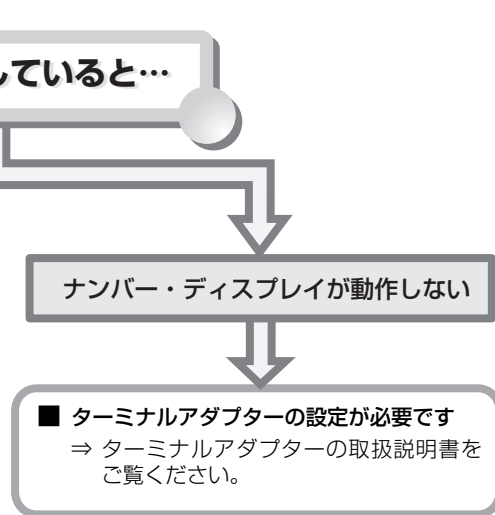 していると…
ナンバー・ディスプレイが動作しない
■ ターミナルアダプターの設定が必要です
⇒ ターミナルアダプターの取扱説明書を
ご覧ください。